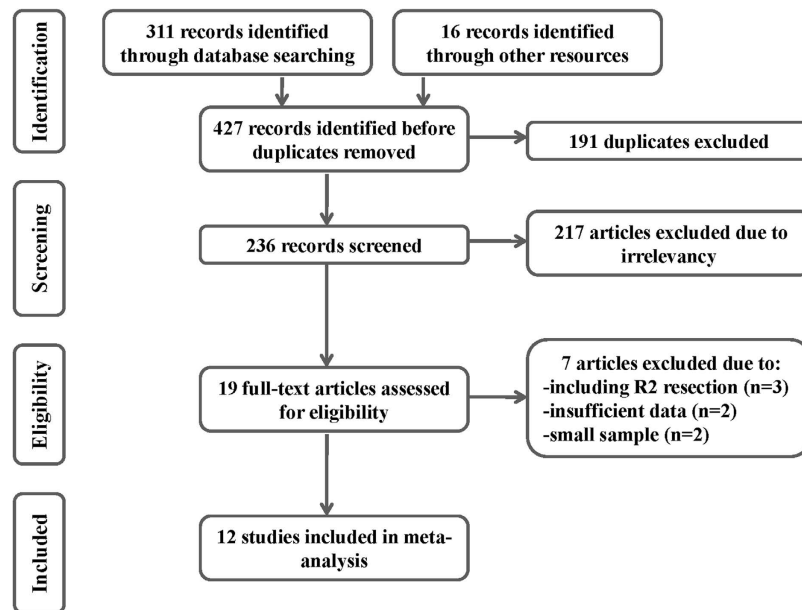 Identification
311 records identified
through database searching
16 records identified
through other resources
427 records identified before
duplicates removed
191 duplicates excluded
Screening
236 records screened
217 articles excluded due to
irrelevancy
Eligibility
19 full-text articles assessed
for eligibility
7 articles excluded due to:
-including R2 resection (n=3)
-insufficient data (n=2)
-small sample (n=2)
Included
12 studies included in meta-
analysis